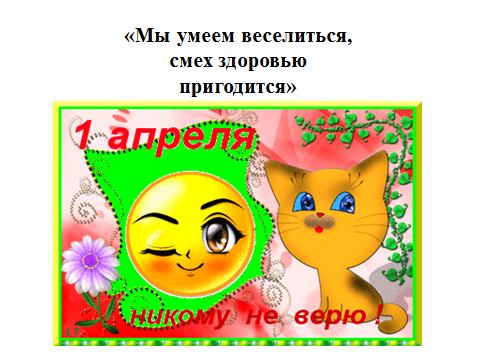 «Мы умеем веселиться,
смех здоровью
пригодится»
1 апреля
никому не верю !